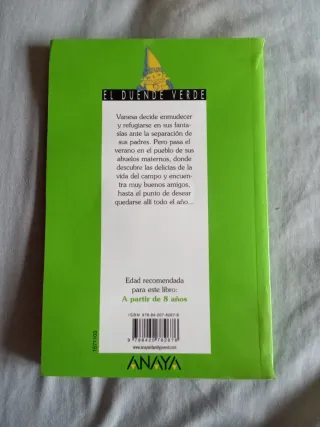 EL DUENDE VERDE
Vanesa decide enmudecer
y refugiarse en sus fanta-
sías ante la separación de
sus padres. Pero pasa el
verano en el pueblo de sus
abuelos maternos, donde
descubre las delicias de la
vida del campo y encuen-
tra muy buenos amigos,
hasta el punto de desear
quedarse allí todo el año...
Edad recomendada
para este libro:
A partir de 8 años
ANAYA